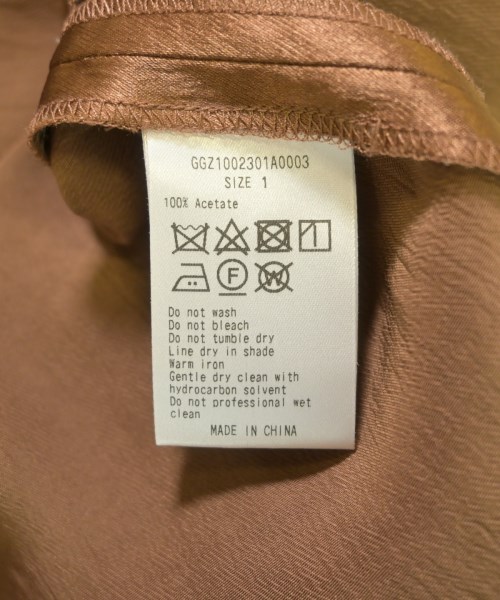 GGZ1002301A0003
SIZE 1
100% Acetate
F W
Do not wash
Do not bleach
Do not tumble dry
Line dry in shade
Warm iron
Gentle dry clean with
hydrocarbon solvent
Do not professional wet
clean
MADE IN CHINA